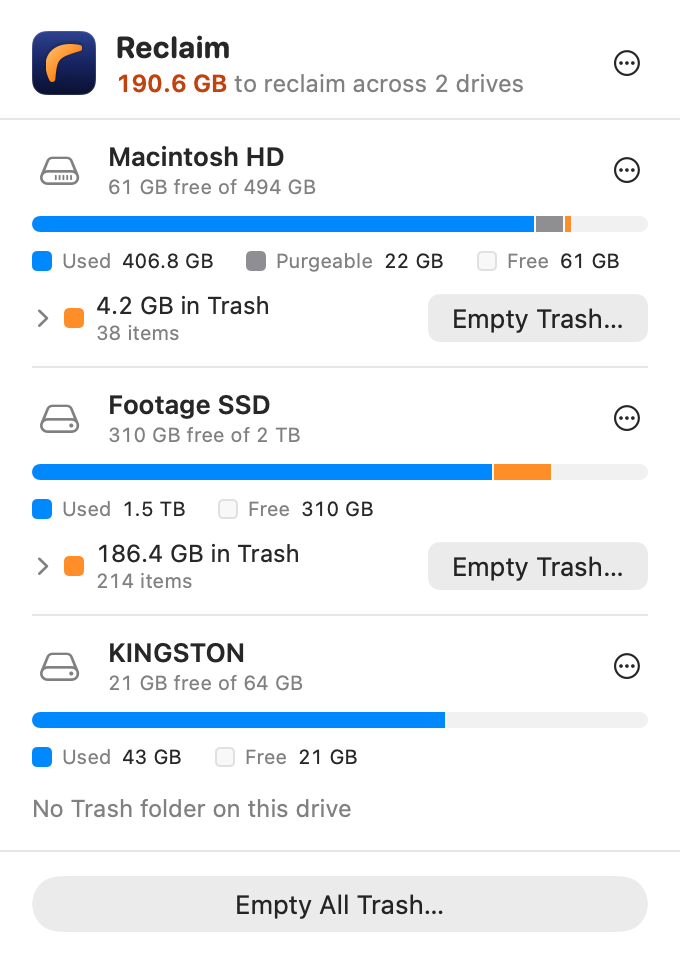 Reclaim
190.6 GB to reclaim across 2 drives
Macintosh HD
61 GB free of 494 GB
Used 406.8 GB Purgeable 22 GB Free 61 GB
4.2 GB in Trash
38 items
Empty Trash...
Footage SSD
310 GB free of 2 TB
Used 1.5 TB Free 310 GB
186.4 GB in Trash
214 items
Empty Trash...
KINGSTON
21 GB free of 64 GB
Used 43 GB Free 21 GB
No Trash folder on this drive
Empty All Trash...